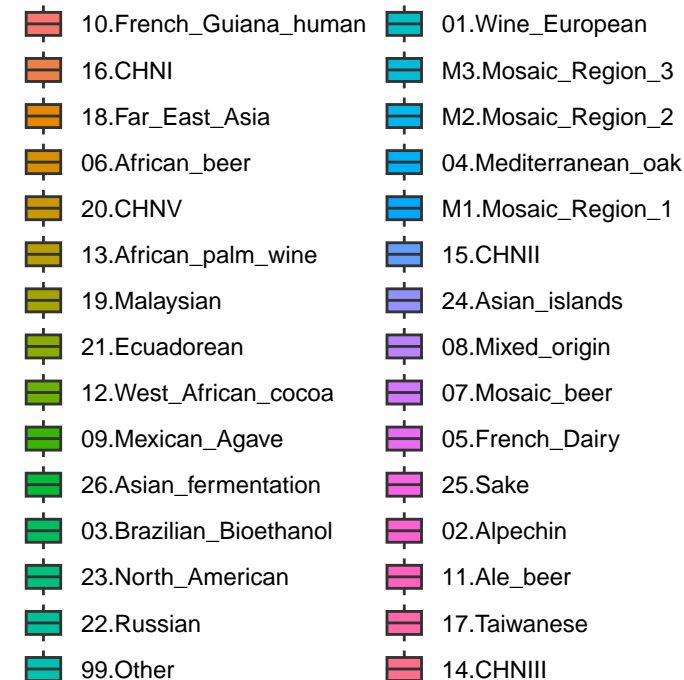 10.French_Guiana_human
16.CHNI
18.Far_East_Asia
06.African_beer
20.CHNV
13.African_palm_wine
19.Malaysian
21.Ecuadorean
12.West_African_cocoa
09.Mexican_Agave
26.Asian_fermentation
03.Brazilian_Bioethanol
23.North_American
22.Russian
99.Other
01.Wine_European
M3.Mosaic_Region_3
M2.Mosaic_Region_2
04.Mediterranean_oak
M1.Mosaic_Region_1
15.CHNII
24.Asian_islands
08.Mixed_origin
07.Mosaic_beer
05.French_Dairy
25.Sake
02.Alpechin
11.Ale_beer
17.Taiwanese
14.CHNIII